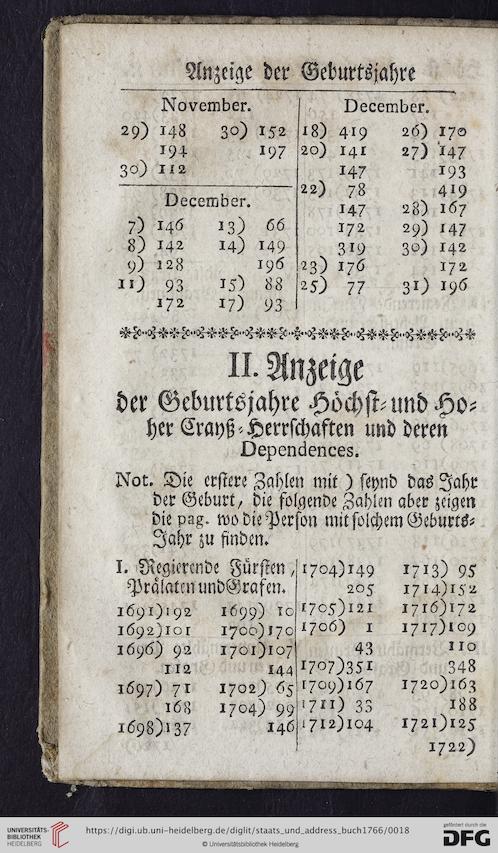 Anzeige der Geburtsjahre
November.
29) 148 30) 152
194 197
30) 112
December.
7) 146 13) 66
8) 142 14) 149
9) 128 196
11) 93 15) 88
172 17) 93
December.
18) 419 26) 170
20) 141 27) 147
147 193
22) 78 419
147 28) 167
172 29) 147
319 30) 142
23) 176 172
25) 77 31) 196
II. Anzeige
der Geburtsjahre Höchst- und Ho-
her Crayß-Herrschaften und deren
Dependences.
Not. Die erstere Zahlen mit ) seynd das Jahr
der Geburt, die folgende Zahlen aber zeigen
die pag. wo die Person mit solchem Geburts-
Jahr zu finden.
I. Regierende Fürsten,
Prälaten und Grafen.
1691)192 1699) 10
1692)101 1700)170
1696) 92 1701)107
112 144
1697) 71 1702) 65
168 1704) 99
1698)137 146
1704)149 1713) 95
205 1714)152
1705)121 1716)172
1706) 1 1717)109
43 110
1707)351 348
1709)167 1720)163
1711) 33 188
1712)104 1721)125
1722)
UNIVERSITÄTS-
BIBLIOTHEK
HEIDELBERG
https://digi.ub.uni-heidelberg.de/diglit/staats_und_address_buch1766/0018
© Universitätsbibliothek Heidelberg
gefördert durch die
DFG